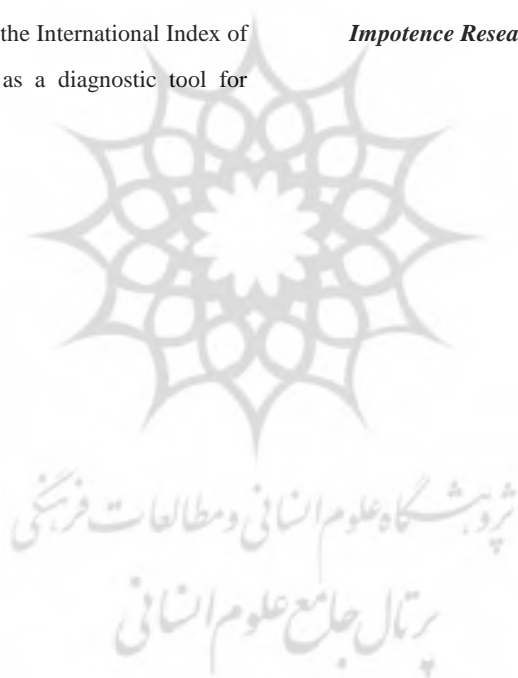 the International Index of
as a diagnostic tool for
Impotence Resea
پژوهشگاه علوم انسانی و مطالعات فرهنگی
پرتال جامع علوم انسانی